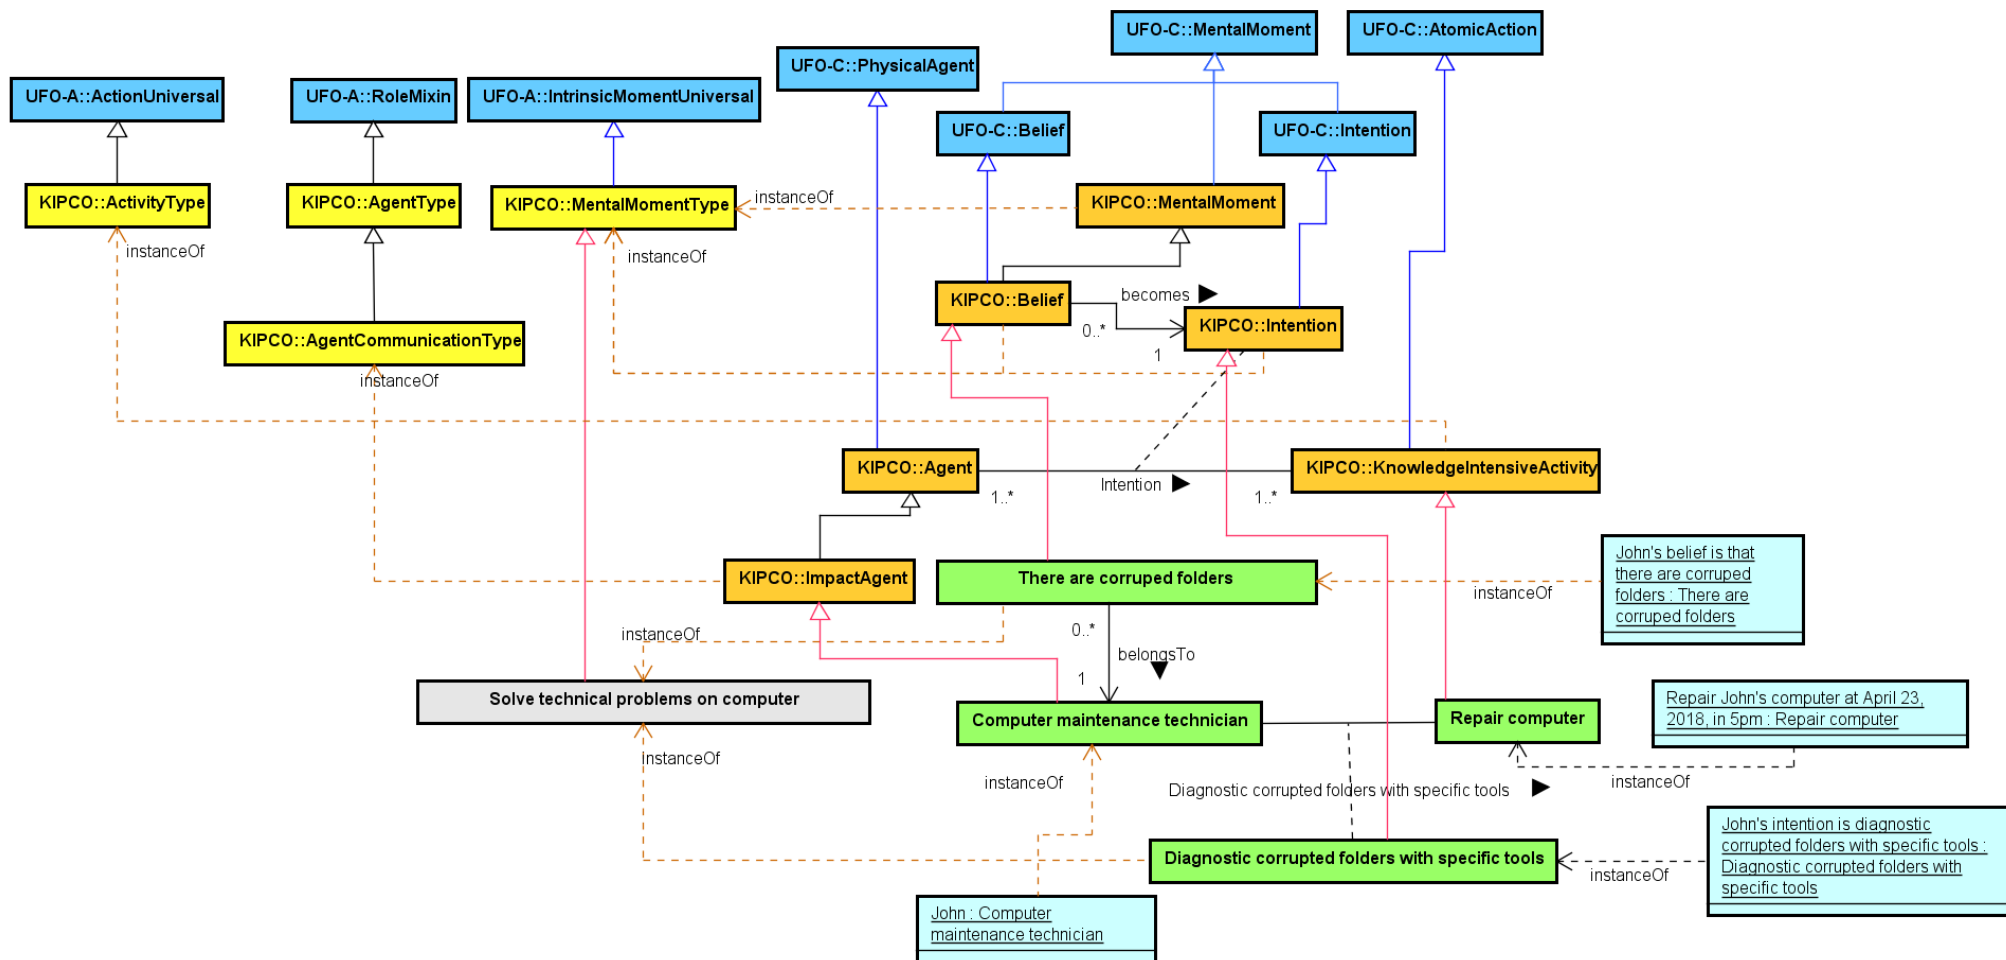 UFO-C::MentalMoment
UFO-C::AtomicAction
UFO-C::PhysicalAgent
UFO-A::ActionUniversal
UFO-A::RoleMixin
UFO-A::IntrinsicMomentUniversal
UFO-C::Belief
UFO-C::Intention
KIPCO::ActivityType
KIPCO::AgentType
KIPCO::MentalMomentType
instanceOf
KIPCO::MentalMoment
instanceOf
instanceOf
KIPCO::Belief
becomes
0..*
1
KIPCO::Intention
KIPCO::AgentCommunicationType
instanceOf
KIPCO::Agent
1..*
Intention
1..*
KIPCO::KnowledgeIntensiveActivity
KIPCO::ImpactAgent
There are corruped folders
instanceOf
John's belief is that
there are corruped
folders : There are
corruped folders
instanceOf
0..*
belongsTo
1
Solve technical problems on computer
Computer maintenance technician
Repair computer
Repair John's computer at April 23,
2018, in 5pm : Repair computer
instanceOf
instanceOf
instanceOf
Diagnostic corrupted folders with specific tools
Diagnostic corrupted folders with specific tools
instanceOf
John's intention is diagnostic
corrupted folders with specific tools :
Diagnostic corrupted folders with
specific tools
John : Computer
maintenance technician